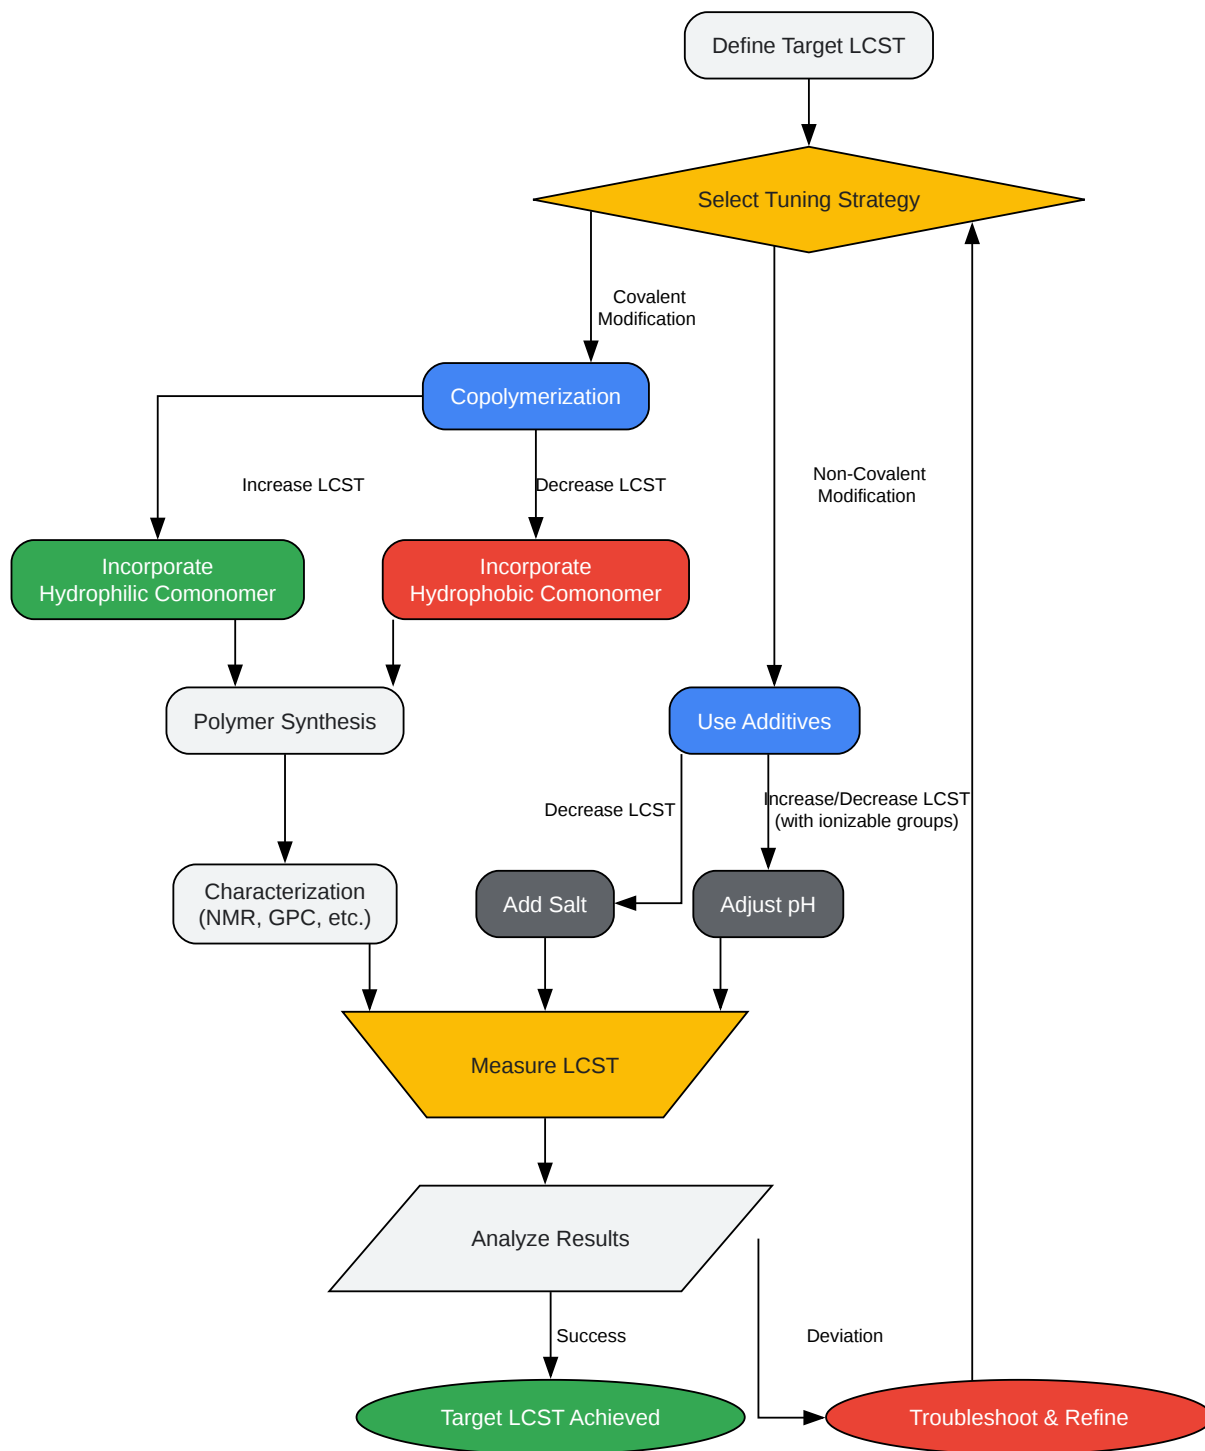 Define Target LCST
Select Tuning Strategy
Covalent
Modification
Copolymerization
Increase LCST
Decrease LCST
Non-Covalent
Modification
Incorporate
Hydrophilic Comonomer
Incorporate
Hydrophobic Comonomer
Polymer Synthesis
Use Additives
Decrease LCST
Increase/Decrease LCST
(with ionizable groups)
Characterization
(NMR, GPC, etc.)
Add Salt
Adjust pH
Measure LCST
Analyze Results
Success
Deviation
Target LCST Achieved
Troubleshoot & Refine